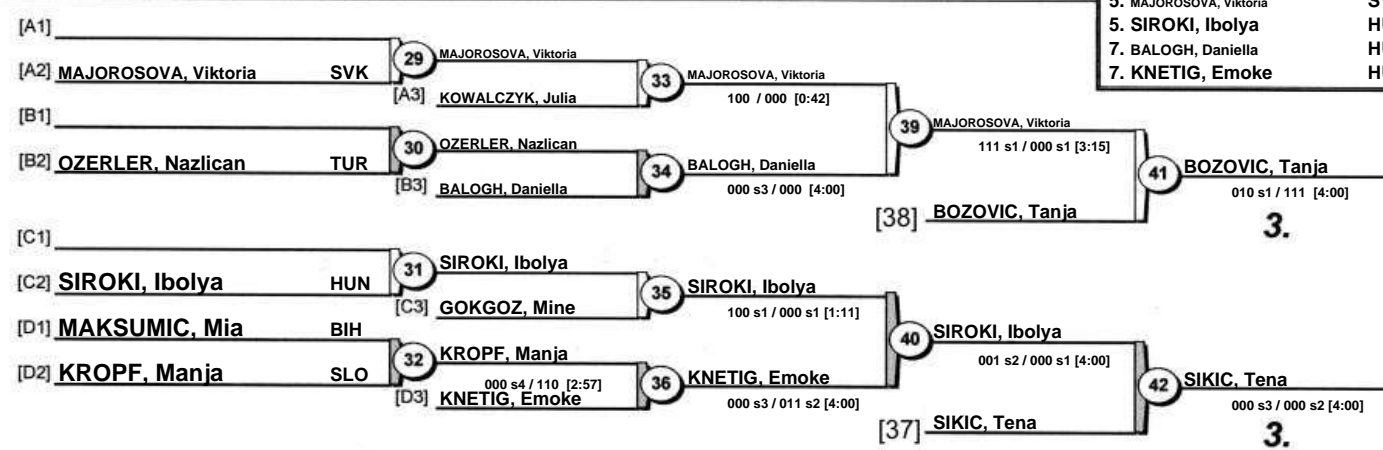 5. MAJOROSOVA, Viktoria
5. SIROKI, Ibolya
7. BALOGH, Daniella
7. KNETIG, Emoke
[A1]
[A2] MAJOROSOVA, Viktoria SVK
29
MAJOROSOVA, Viktoria
[A3] KOWALCZYK, Julia
33
MAJOROSOVA, Viktoria
100 / 000 [0:42]
[B1]
[B2] OZERLER, Nazlican TUR
30
OZERLER, Nazlican
[B3] BALOGH, Daniella
34
BALOGH, Daniella
000 s3 / 000 [4:00]
39
MAJOROSOVA, Viktoria
111 s1 / 000 s1 [3:15]
[38] BOZOVIC, Tanja
41
BOZOVIC, Tanja
010 s1 / 111 [4:00]
3.
[C1]
[C2] SIROKI, Ibolya HUN
31
SIROKI, Ibolya
[C3] GOKGOZ, Mine
35
SIROKI, Ibolya
100 s1 / 000 s1 [1:11]
[D1] MAKSUMIC, Mia BIH
[D2] KROPF, Manja SLO
32
KROPF, Manja
000 s4 / 110 [2:57]
[D3] KNETIG, Emoke
36
KNETIG, Emoke
000 s3 / 011 s2 [4:00]
40
SIROKI, Ibolya
001 s2 / 000 s1 [4:00]
[37] SIKIC, Tena
42
SIKIC, Tena
000 s3 / 000 s2 [4:00]
3.